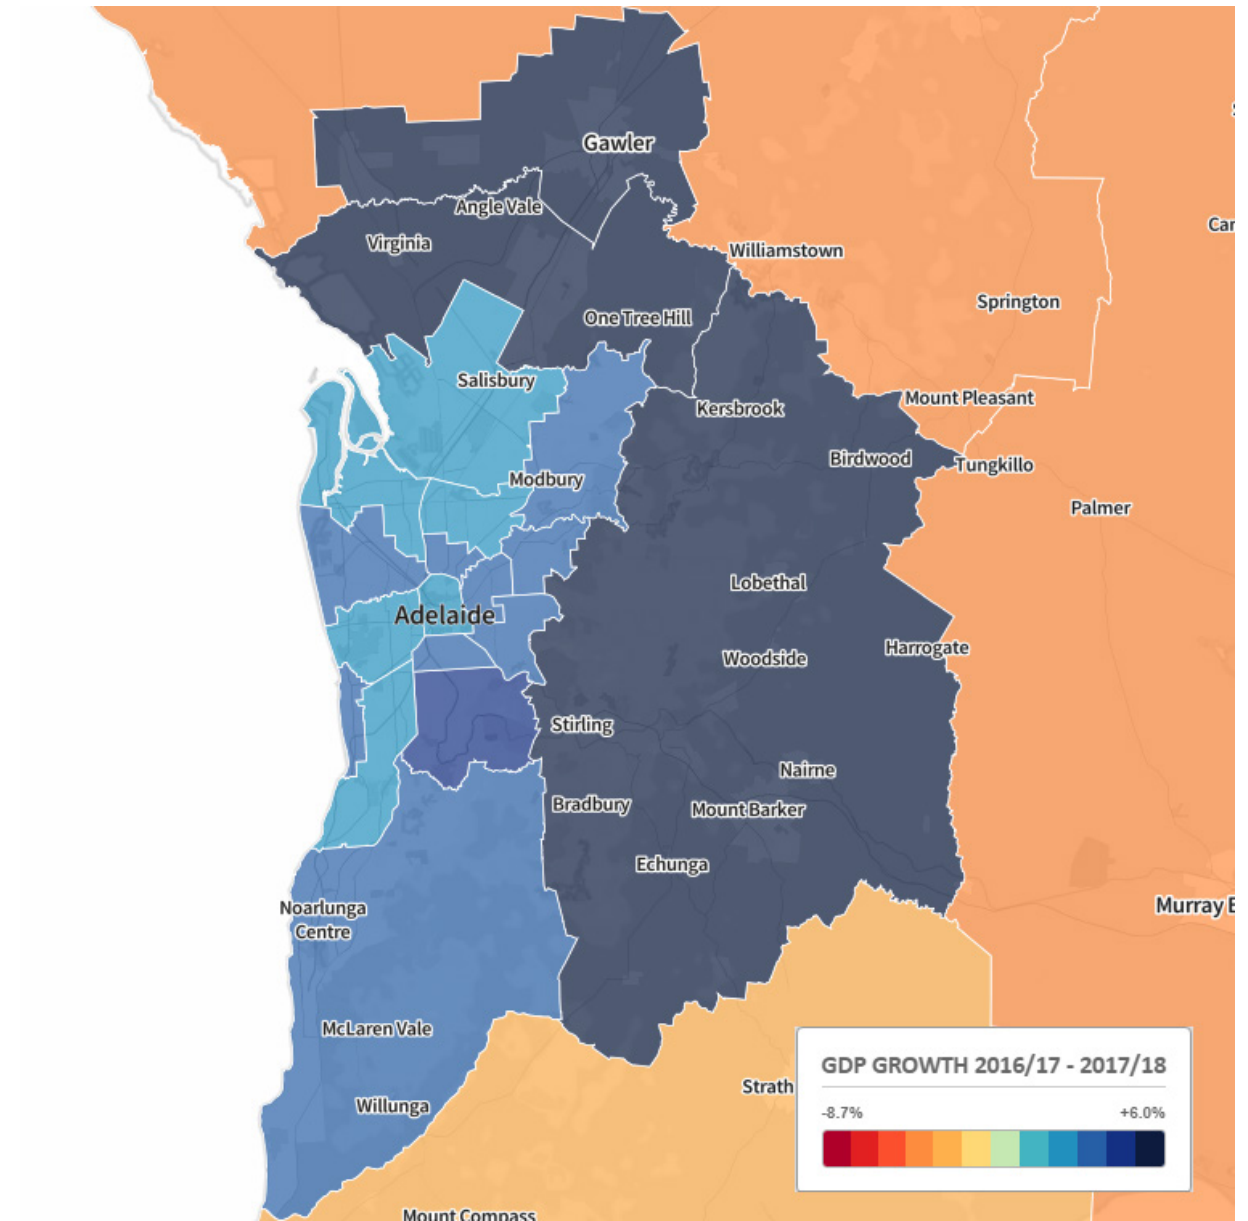 Gawler
Angle Vale
Virginia
Williamstown
Car
Springton
One Tree Hill
Salisbury
Mount Pleasant
Kersbrook
Birdwood
Tungkillo
Modbury
Palmer
Lobethal
Adelaide
Harrogate
Woodside
Stirling
Nairne
Bradbury
Mount Barker
Echunga
Noarlunga
Centre
Murray B
McLaren Vale
GDP GROWTH 2016/17 - 2017/18
Strath
Willunga
-8.7% +6.0%
Mount Compass